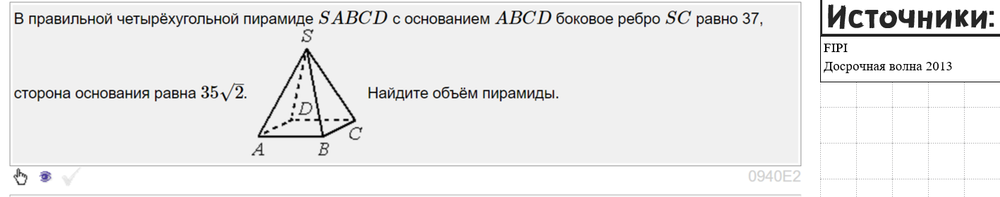 В правильной четырёхугольной пирамиде SABCD с основанием ABCD боковое ребро SC равно 37,
S
сторона основания равна 35√2.
Найдите объём пирамиды.
D
C
A
B
0940E2
Источники:
FIPI
Досрочная волна 2013